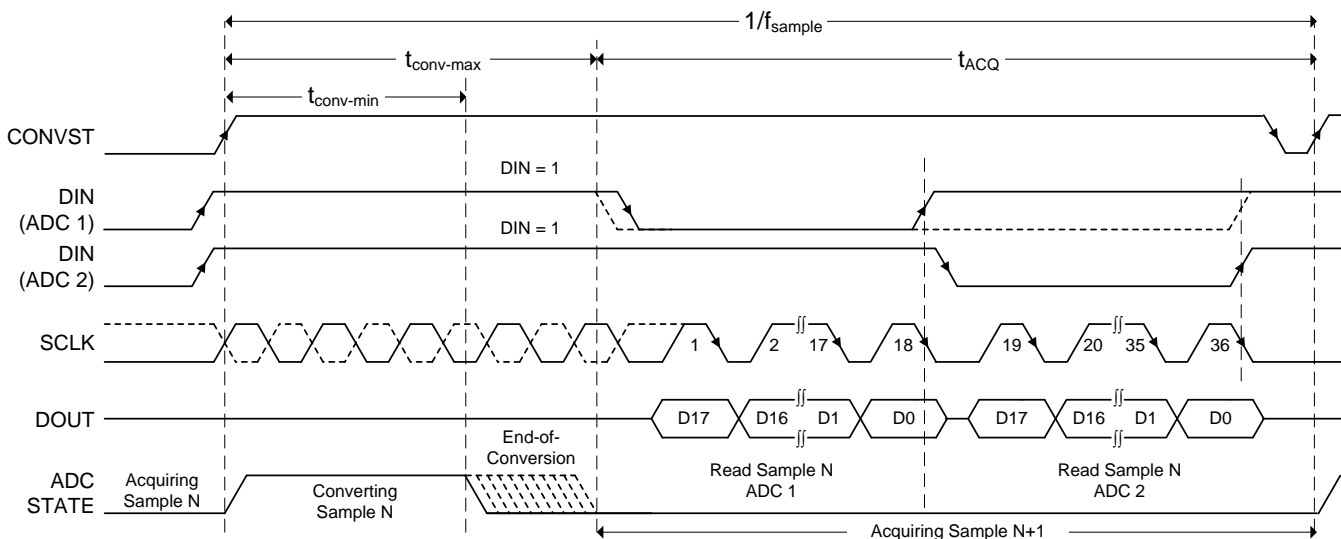 1/fsample
tconv-max
tACQ
tconv-min
CONVST
DIN = 1
DIN
(ADC 1)
DIN = 1
DIN
(ADC 2)
SCLK
1 2 ∫∫ 17 18 19 20 ∫∫ 35 36
DOUT
D17 D16 ∫∫ D1 D0 D17 D16 ∫∫ D1 D0
∫∫ ∫∫
End-of-
Conversion
ADC
STATE
Acquiring
Sample N
Converting
Sample N
Read Sample N
ADC 1
Read Sample N
ADC 2
Acquiring Sample N+1